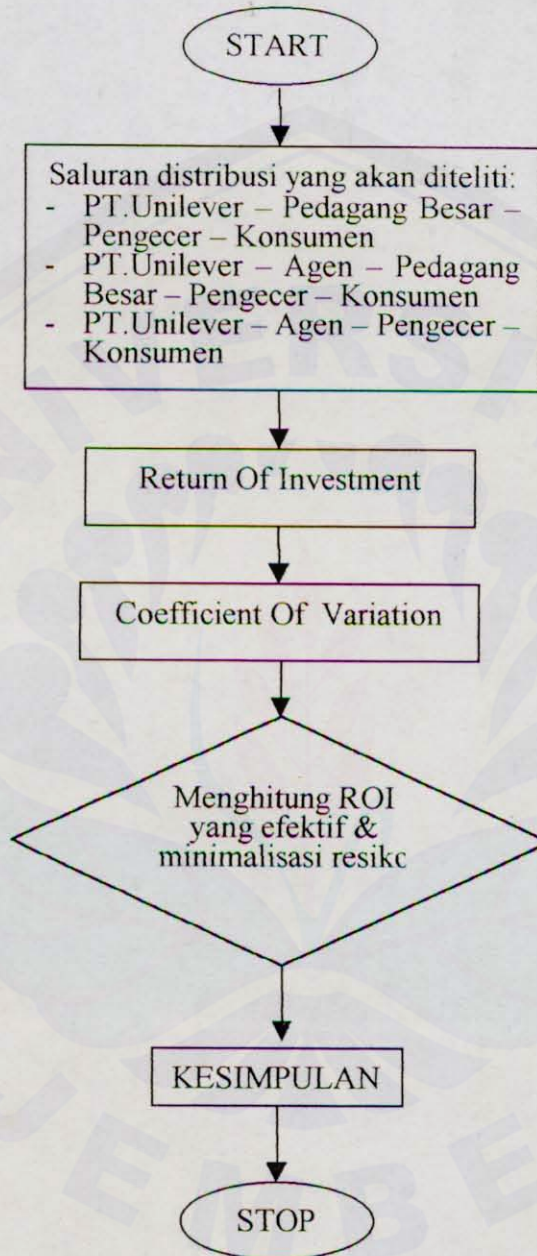 START
Saluran distribusi yang akan diteliti:
- PT.Unilever – Pedagang Besar –
Pengecer – Konsumen
- PT.Unilever – Agen – Pedagang
Besar – Pengecer – Konsumen
- PT.Unilever – Agen – Pengecer –
Konsumen
Return Of Investment
Coefficient Of Variation
Menghitung ROI
yang efektif &
minimalisasi resikc
KESIMPULAN
STOP
UNIVERSI
JEMBE